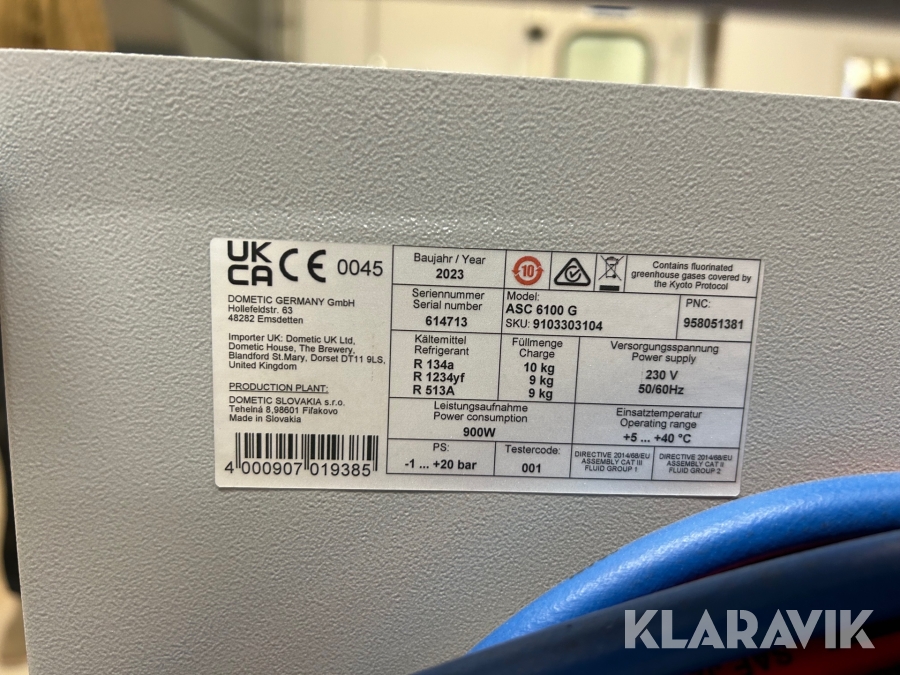 UK
CA CE 0045
DOMETIC GERMANY GmbH
Hollefeldstr. 63
48282 Emsdetten
Importer UK: Dometic UK Ltd,
Dometic House, The Brewery,
Blandford St.Mary, Dorset DT11 9LS,
United Kingdom
PRODUCTION PLANT:
DOMETIC SLOVAKIA s.r.o.
Tehelná 8,98601 Fiľakovo
Made in Slovakia
4 000907 019385
Baujahr / Year
2023
10
Contains fluorinated
greenhouse gases covered by
the Kyoto Protocol
Seriennummer
Serial number
614713
Model:
ASC 6100 G
SKU: 9103303104
PNC:
958051381
Kältemittel
Refrigerant
R 134a
R 1234yf
R 513A
Füllmenge
Charge
10 kg
9 kg
9 kg
Versorgungsspannung
Power supply
230 V
50/60Hz
Leistungsaufnahme
Power consumption
900W
Einsatztemperatur
Operating range
+5 ... +40 °C
PS:
-1 ... +20 bar
Testercode:
001
DIRECTIVE 2014/68/EU
ASSEMBLY CAT III
FLUID GROUP 1
DIRECTIVE 2014/68/EU
ASSEMBLY CAT II
FLUID GROUP 2
KLARAVIK